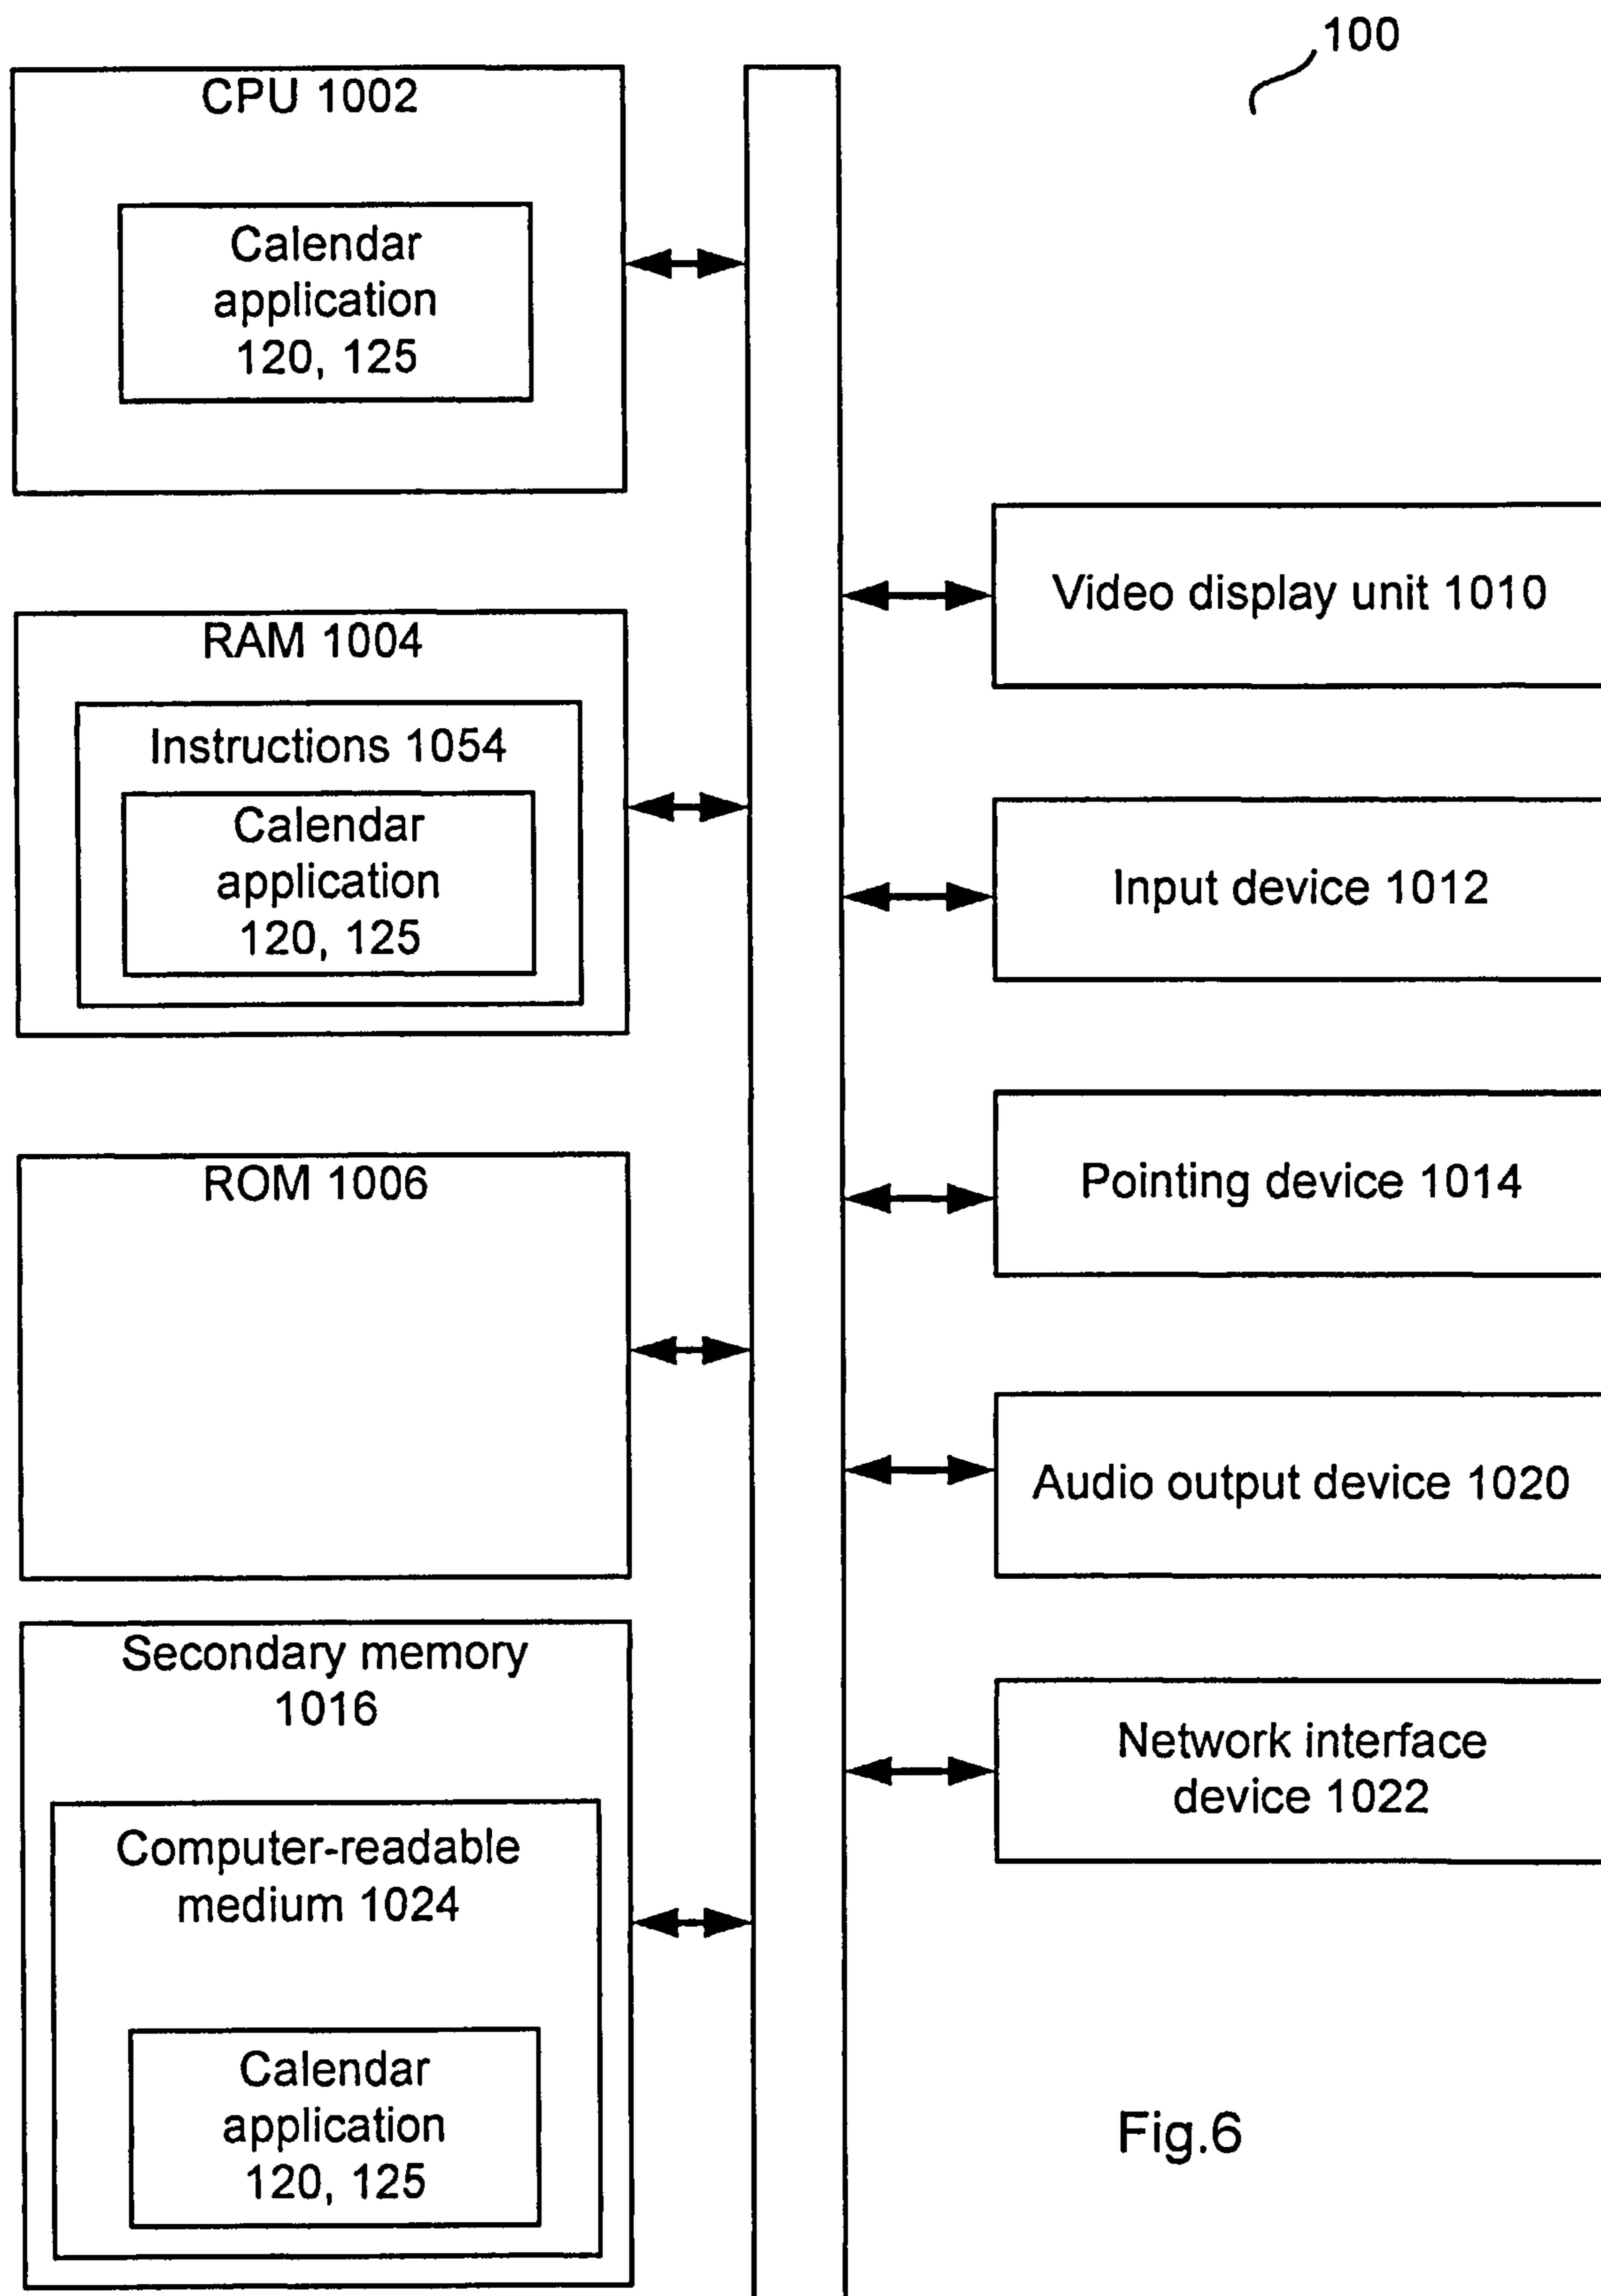 100
CPU 1002
Calendar
application
120, 125
RAM 1004
Instructions 1054
Calendar
application
120, 125
ROM 1006
Secondary memory
1016
Computer-readable
medium 1024
Calendar
application
120, 125
Video display unit 1010
Input device 1012
Pointing device 1014
Audio output device 1020
Network interface
device 1022
Fig.6